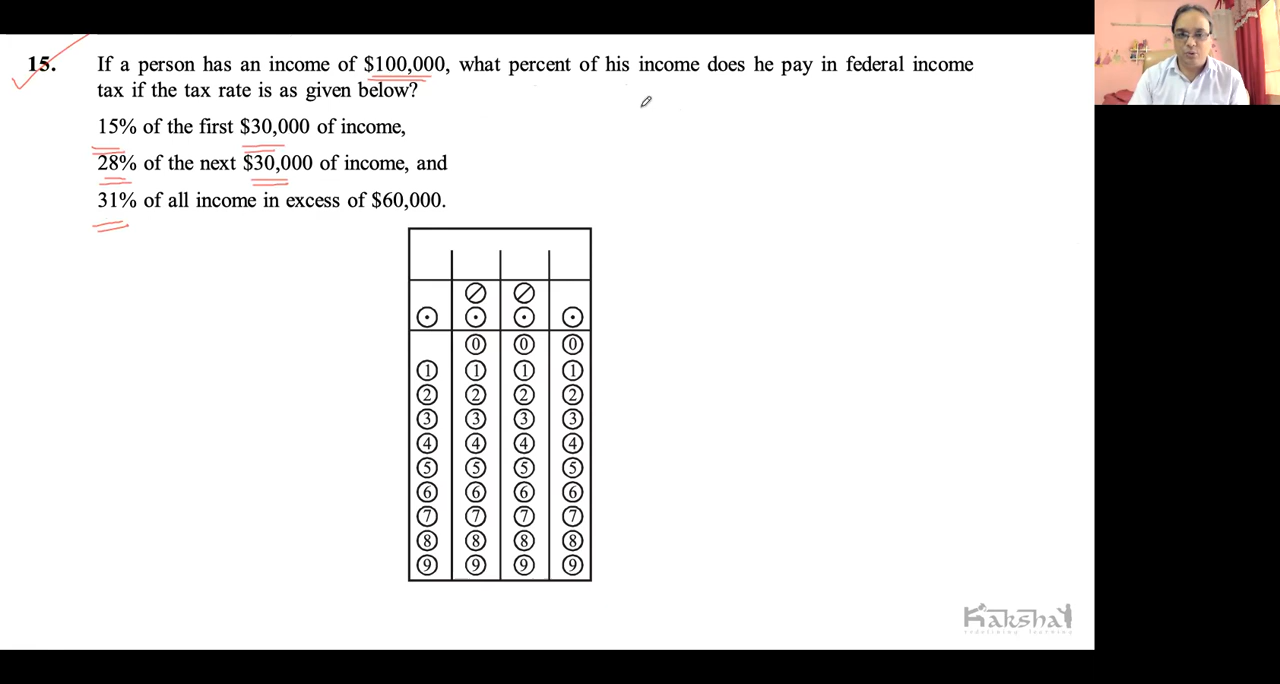 15. If a person has an income of $100,000, what percent of his income does he pay in federal income
tax if the tax rate is as given below?
15% of the first $30,000 of income,
28% of the next $30,000 of income, and
31% of all income in excess of $60,000.
0 0 0
1 1 1 1
2 2 2 2
3 3 3 3
4 4 4 4
5 5 5 5
6 6 6 6
7 7 7 7
8 8 8 8
9 9 9 9
Kaksha
redefining learning